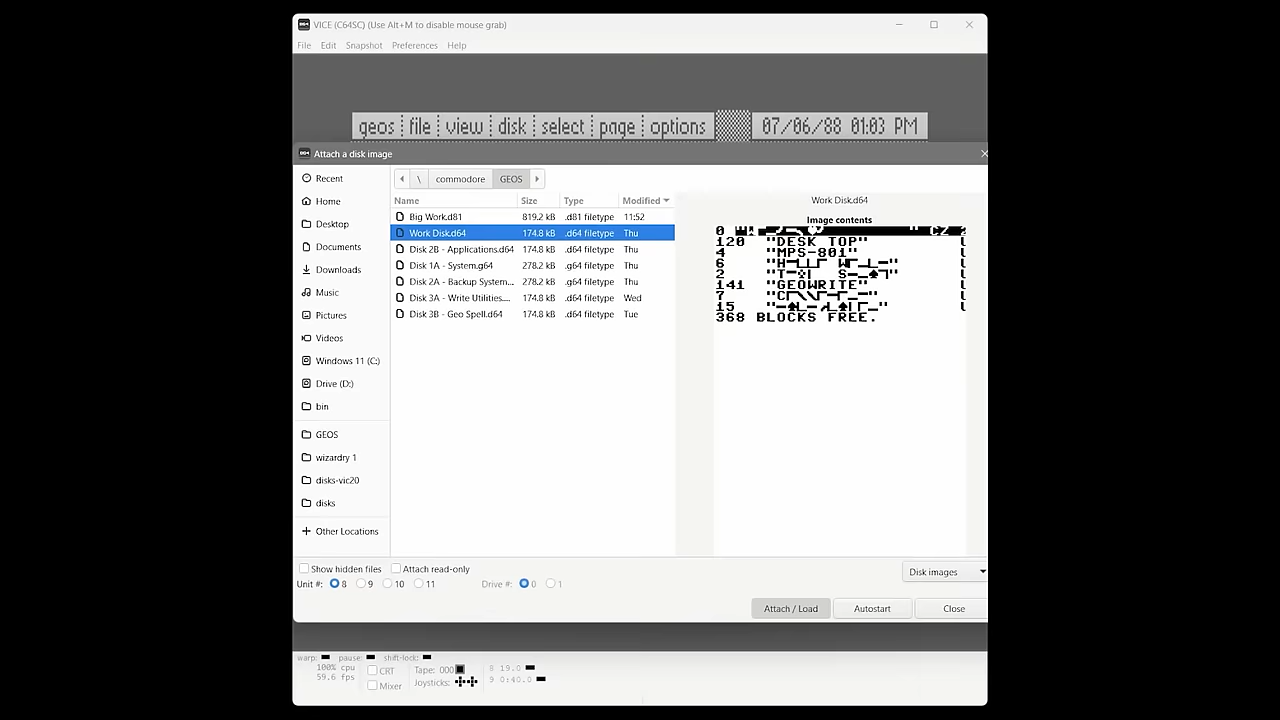 VICE (C64SC) (Use Alt+M to disable mouse grab)
File Edit Snapshot Preferences Help
geos file view disk select page options 07/06/88 01:03 PM
Attach a disk image
Recent
Home
Desktop
Documents
Downloads
Music
Pictures
Videos
Windows 11 (C:)
Drive (D:)
bin
GEOS
wizardry 1
disks-vic20
disks
Other Locations
\ commodore GEOS
Name Size Type Modified
Big Work.d81 819.2 kB .d81 filetype 11:52
Work Disk.d64 174.8 kB .d64 filetype Thu
Disk 2B - Applications.d64 174.8 kB .d64 filetype Thu
Disk 1A - System.g64 278.2 kB .g64 filetype Thu
Disk 2A - Backup System... 278.2 kB .g64 filetype Thu
Disk 3A - Write Utilities.... 174.8 kB .d64 filetype Wed
Disk 3B - Geo Spell.d64 174.8 kB .d64 filetype Tue
Work Disk.d64
Image contents
0
120 "DESK TOP"
4 "MPS-801"
6
2
141 "GEOWRITE"
7
15
368 BLOCKS FREE.
Show hidden files Attach read-only
Unit #: 8 9 10 11 Drive #: 0 1
Disk images
Attach / Load Autostart Close
warp: pause: shift-lock:
100% cpu
59.6 fps
CRT
Mixer
Tape: 000
Joysticks:
8 19.0
9 0:40.0